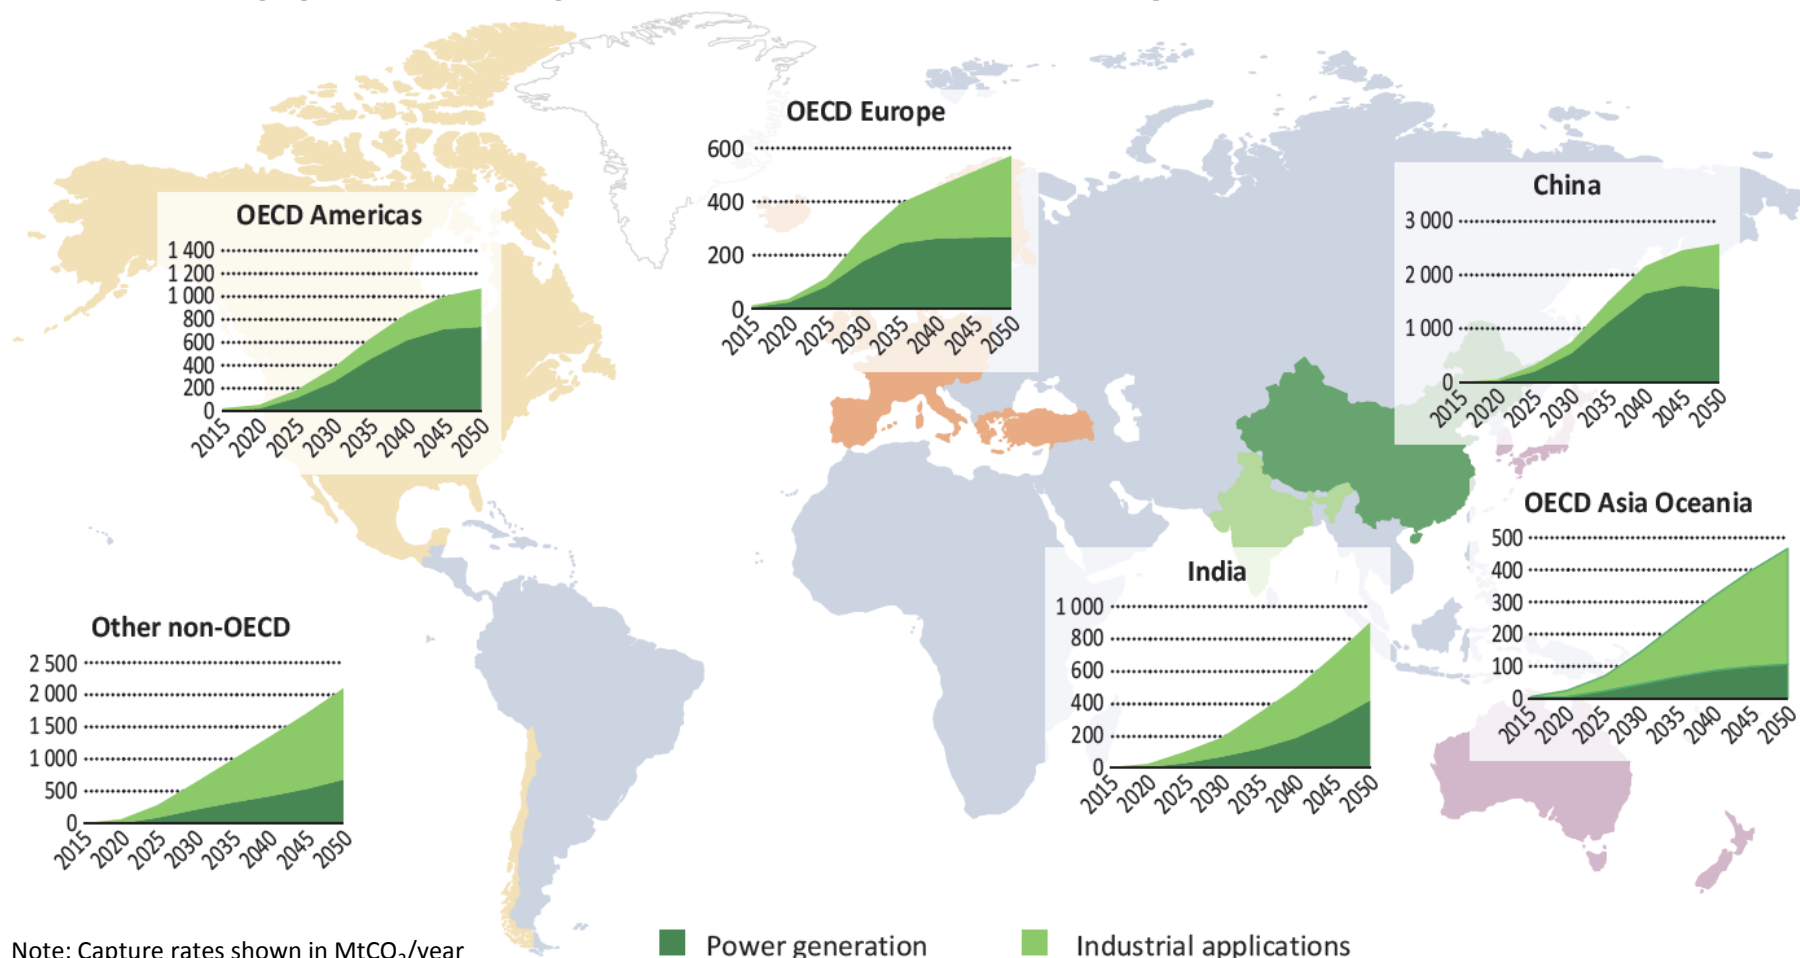 OECD Europe
600
400
200
0
2015 2020 2025 2030 2035 2040 2045 2050
China
3 000
2 000
1 000
0
2015 2020 2025 2030 2035 2040 2045 2050
OECD Americas
1 400
1 200
1 000
800
600
400
200
0
2015 2020 2025 2030 2035 2040 2045 2050
OECD Asia Oceania
500
400
300
200
100
0
2015 2020 2025 2030 2035 2040 2045 2050
India
1 000
800
600
400
200
0
2015 2020 2025 2030 2035 2040 2045 2050
Other non-OECD
2 500
2 000
1 500
1 000
500
0
2015 2020 2025 2030 2035 2040 2045 2050
Note: Capture rates shown in MtCO₂/year
Power generation
Industrial applications